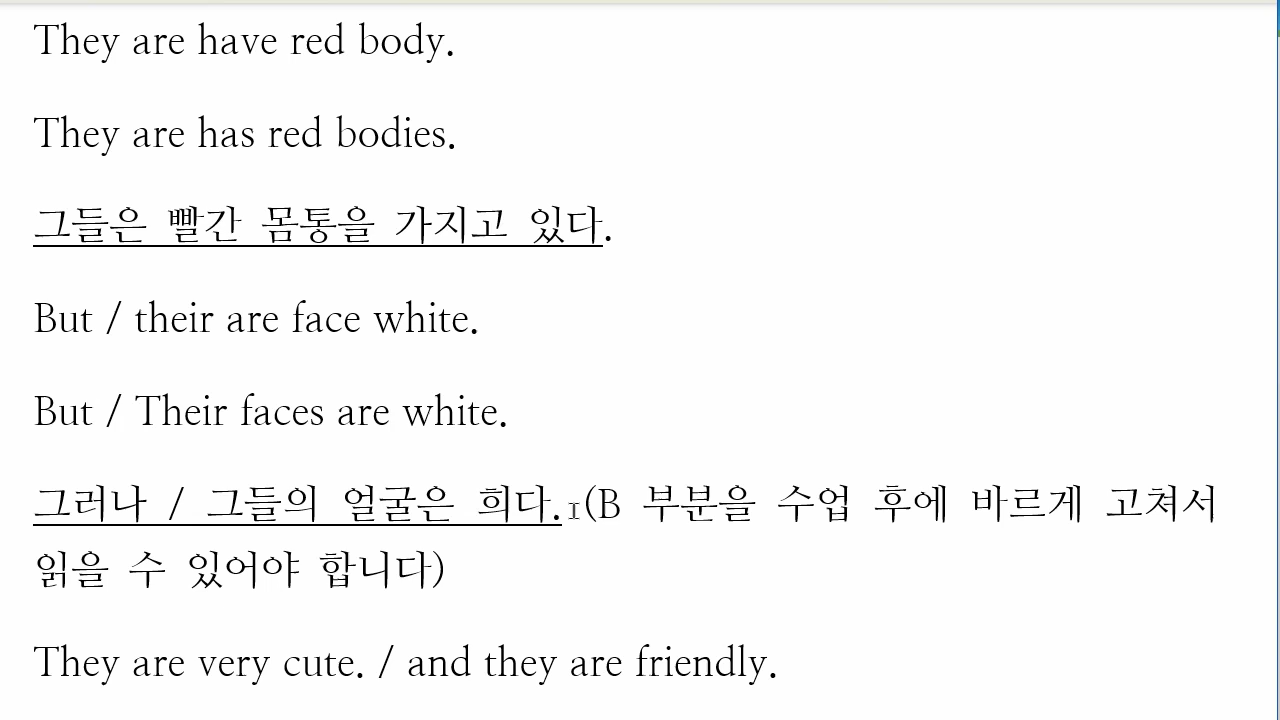 They are have red body.
They are has red bodies.
그들은 빨간 몸통을 가지고 있다.
But / their are face white.
But / Their faces are white.
그러나 / 그들의 얼굴은 희다.(B 부분을 수업 후에 바르게 고쳐서
읽을 수 있어야 합니다)
They are very cute. / and they are friendly.